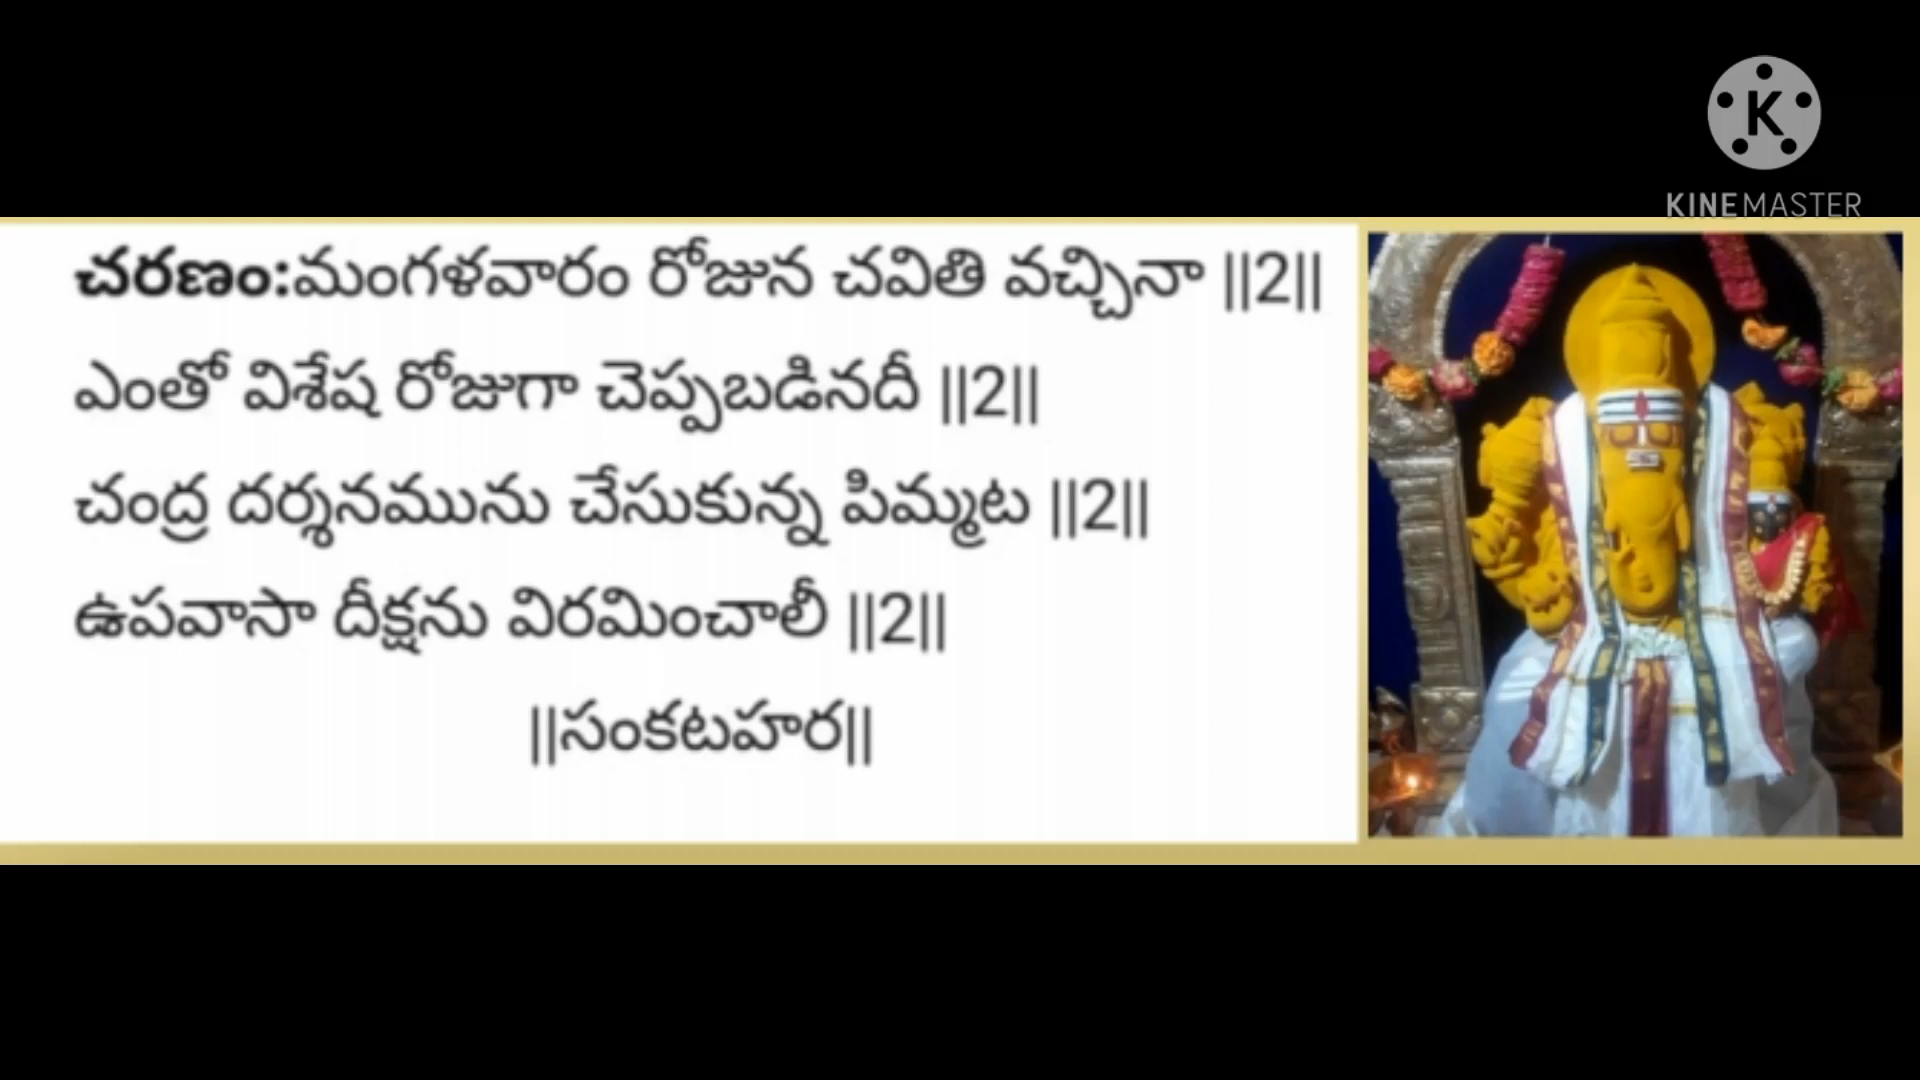 KINEMASTER
చరణం:మంగళవారం రోజున చవితి వచ్చినా ||2||
ఎంతో విశేష రోజుగా చెప్పబడినదీ ||2||
చంద్ర దర్శనమును చేసుకున్న పిమ్మట ||2||
ఉపవాసా దీక్షను విరమించాలీ ||2||
||సంకటహర||